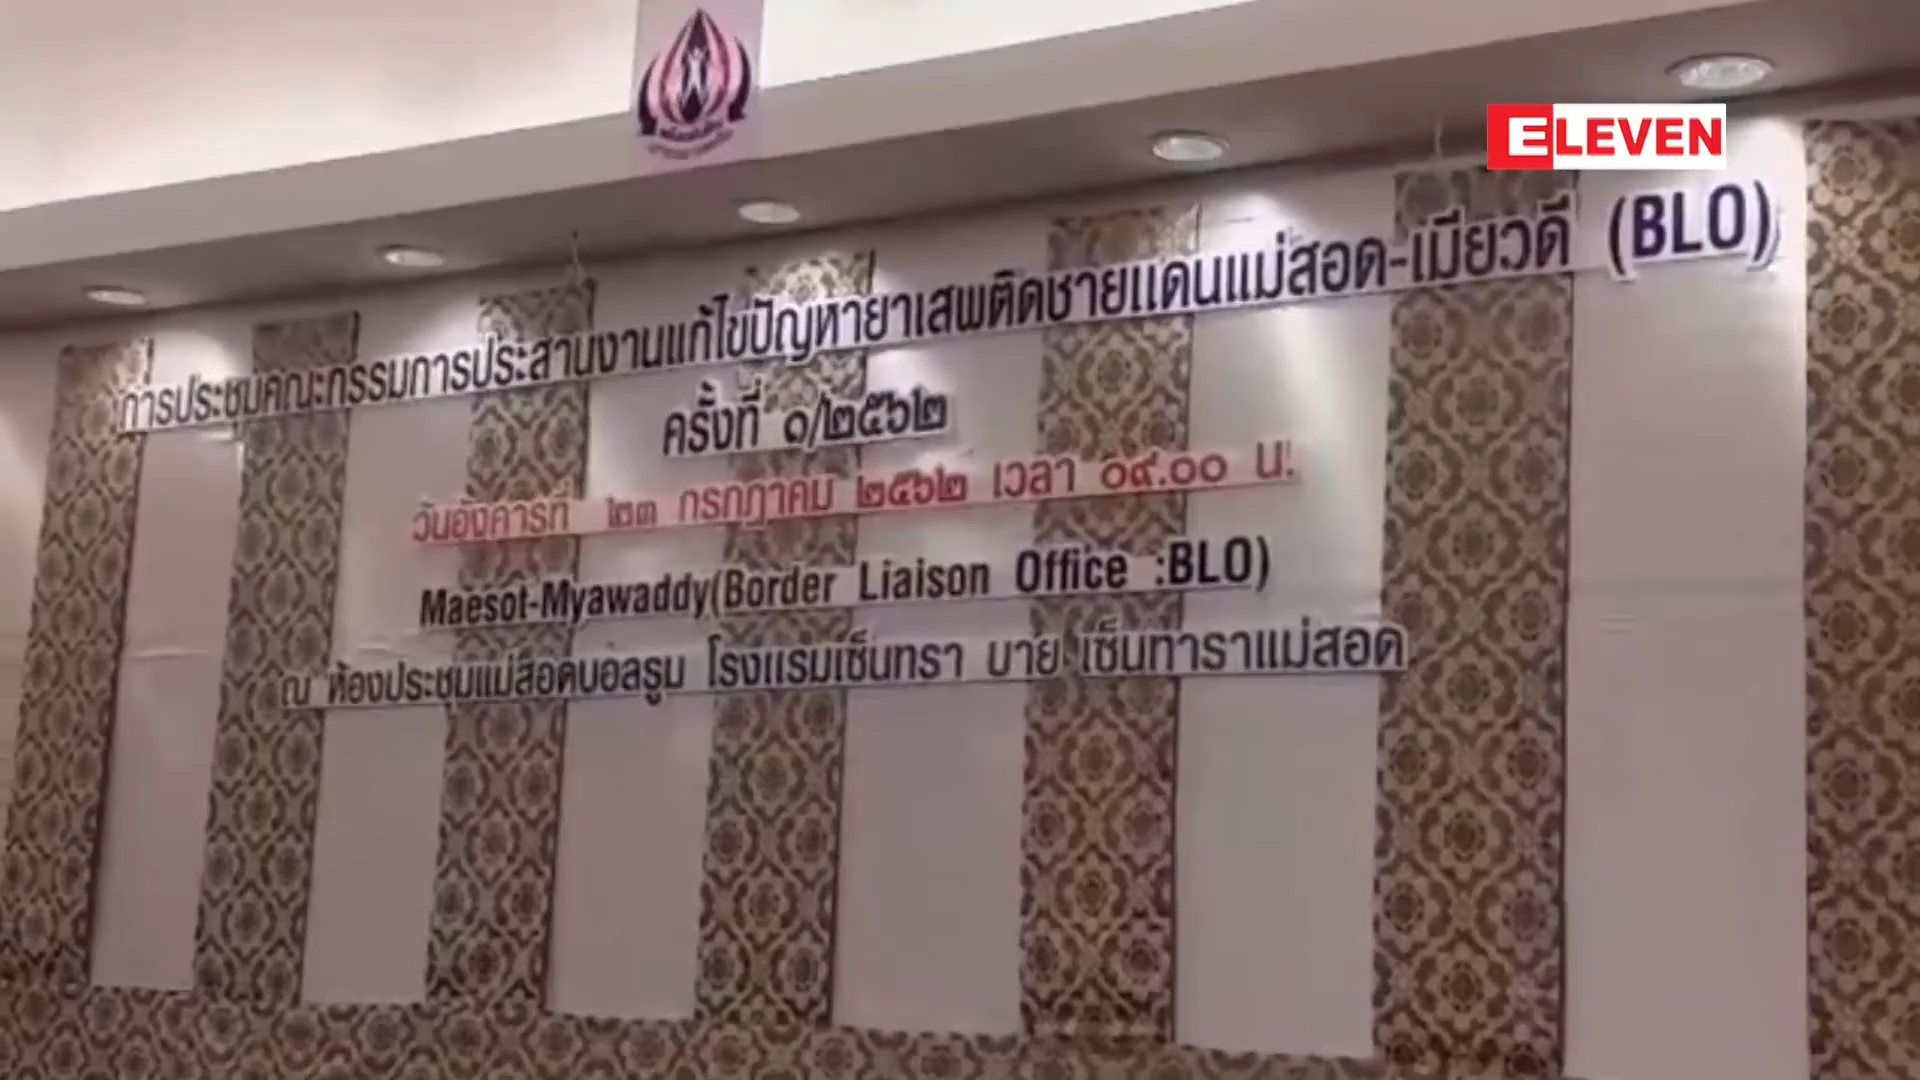 ELEVEN
การประชุมคณะกรรมการประสานงานแก้ไขปัญหายาเสพติดชายแดนแม่สอด-เมียวดี (BLO)
ครั้งที่ ๑/๒๕๖๒
วันอังคารที่ ๒๓ กรกฎาคม ๒๕๖๒ เวลา ๐๙.๐๐ น.
Maesot-Myawaddy(Border Liaison Office :BLO)
ณ ห้องประชุมแม่สอดบอลรูม โรงแรมเซ็นทรา บาย เซ็นทาราแม่สอด